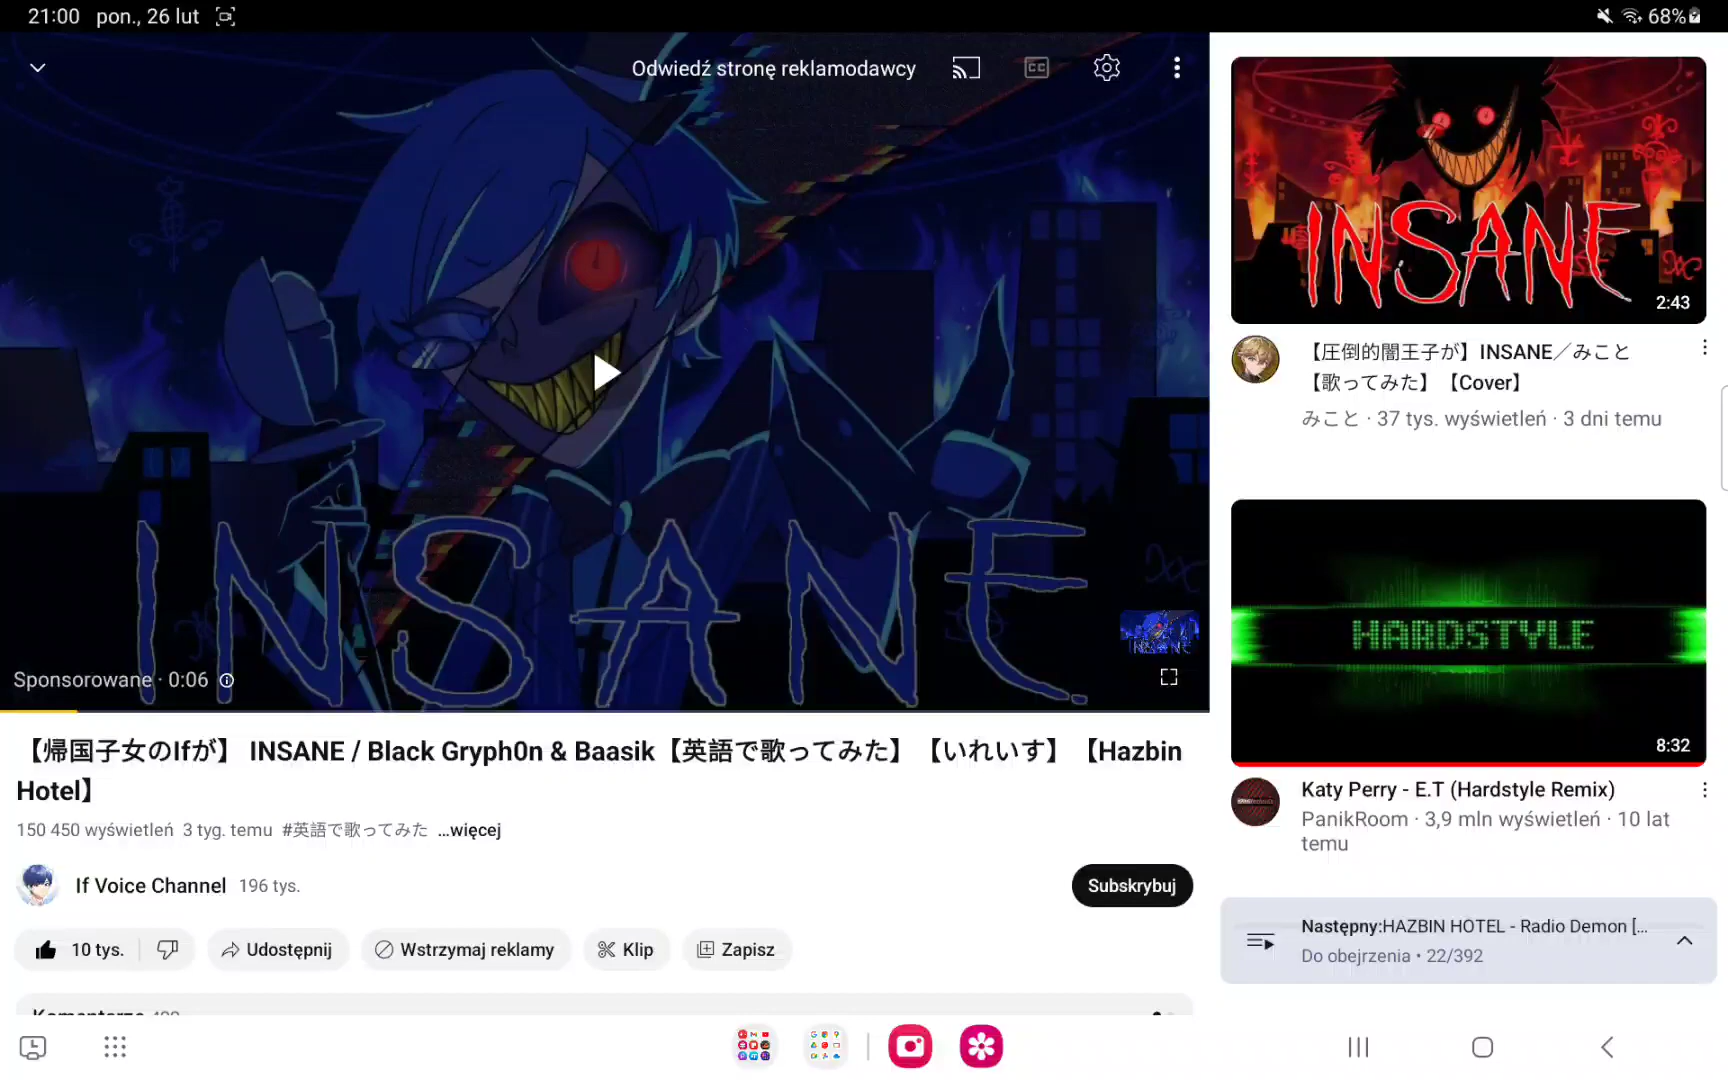 21:00 pon., 26 lut
68%
Odwiedź stronę reklamodawcy
CC
INSANE
Sponsorowane · 0:06
【帰国子女のIfが】 INSANE / Black Gryph0n & Baasik【英語で歌ってみた】【いれいす】【Hazbin
Hotel】
150 450 wyświetleń 3 tyg. temu #英語で歌ってみた ...więcej
If Voice Channel 196 tys.
Subskrybuj
10 tys.
Udostępnij
Wstrzymaj reklamy
Klip
Zapisz
INSANE
2:43
【圧倒的闇王子が】INSANE／みこと
【歌ってみた】【Cover】
みこと · 37 tys. wyświetleń · 3 dni temu
HARDSTYLE
8:32
Katy Perry - E.T (Hardstyle Remix)
PanikRoom · 3,9 mln wyświetleń · 10 lat
temu
Następny:HAZBIN HOTEL - Radio Demon [...
Do obejrzenia • 22/392